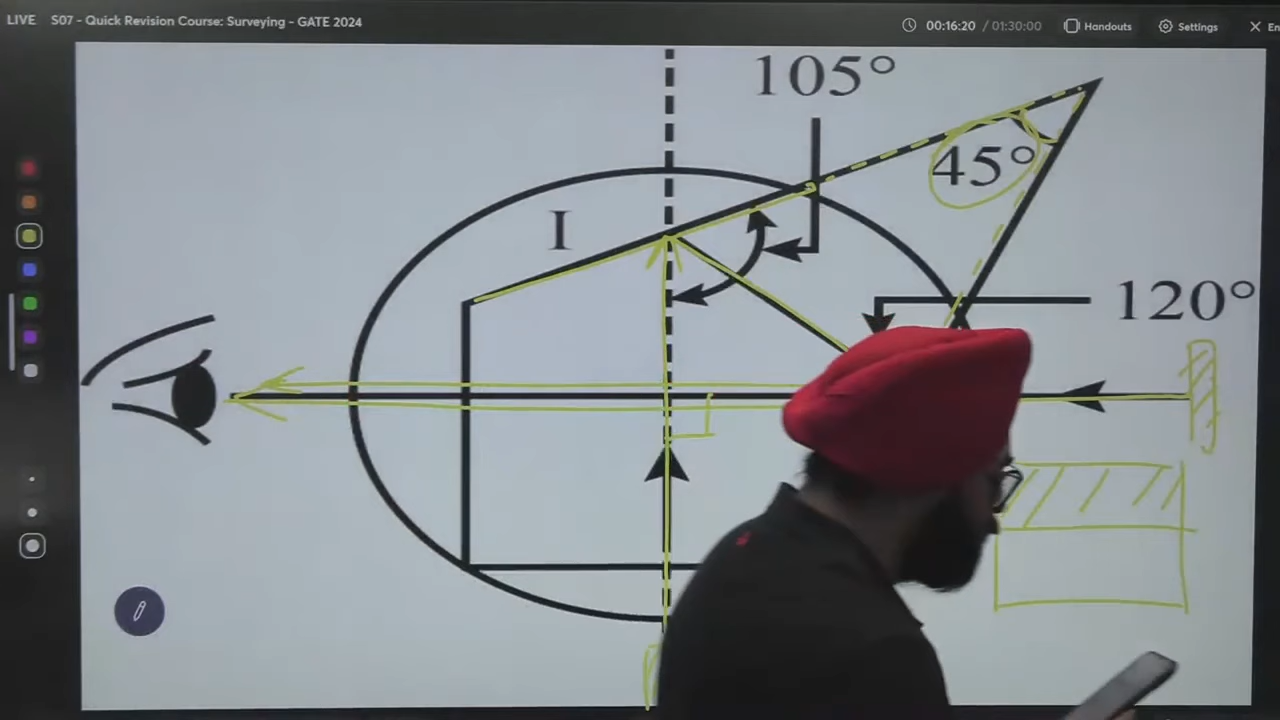 LIVE S07 - Quick Revision Course: Surveying - GATE 2024
00:16:20 / 01:30:00 Handouts Settings
105°
45°
I
120°